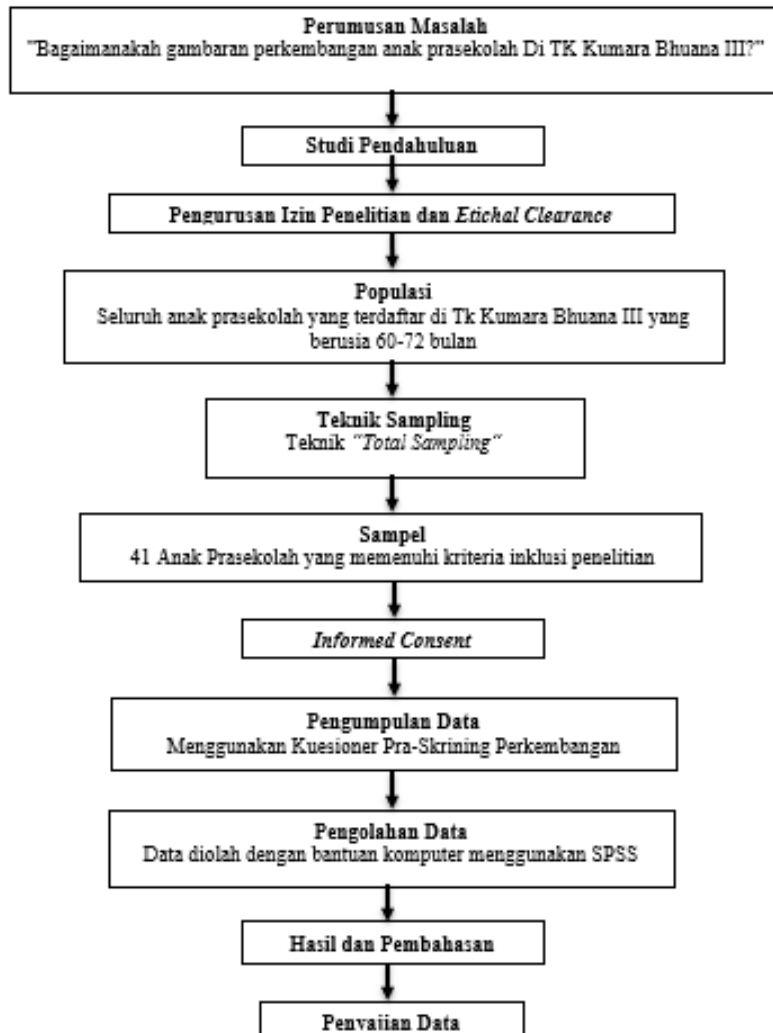 Perumusan Masalah
"Bagaimanakah gambaran perkembangan anak prasekolah Di TK Kumara Bhuana III?"
Studi Pendahuluan
Pengurusan Izin Penelitian dan Etichal Clearance
Populasi
Seluruh anak prasekolah yang terdaftar di Tk Kumara Bhuana III yang
berusia 60-72 bulan
Teknik Sampling
Teknik "Total Sampling"
Sampel
41 Anak Prasekolah yang memenuhi kriteria inklusi penelitian
Informed Consent
Pengumpulan Data
Menggunakan Kuesioner Pra-Skrining Perkembangan
Pengolahan Data
Data diolah dengan bantuan komputer menggunakan SPSS
Hasil dan Pembahasan
Penyajian Data